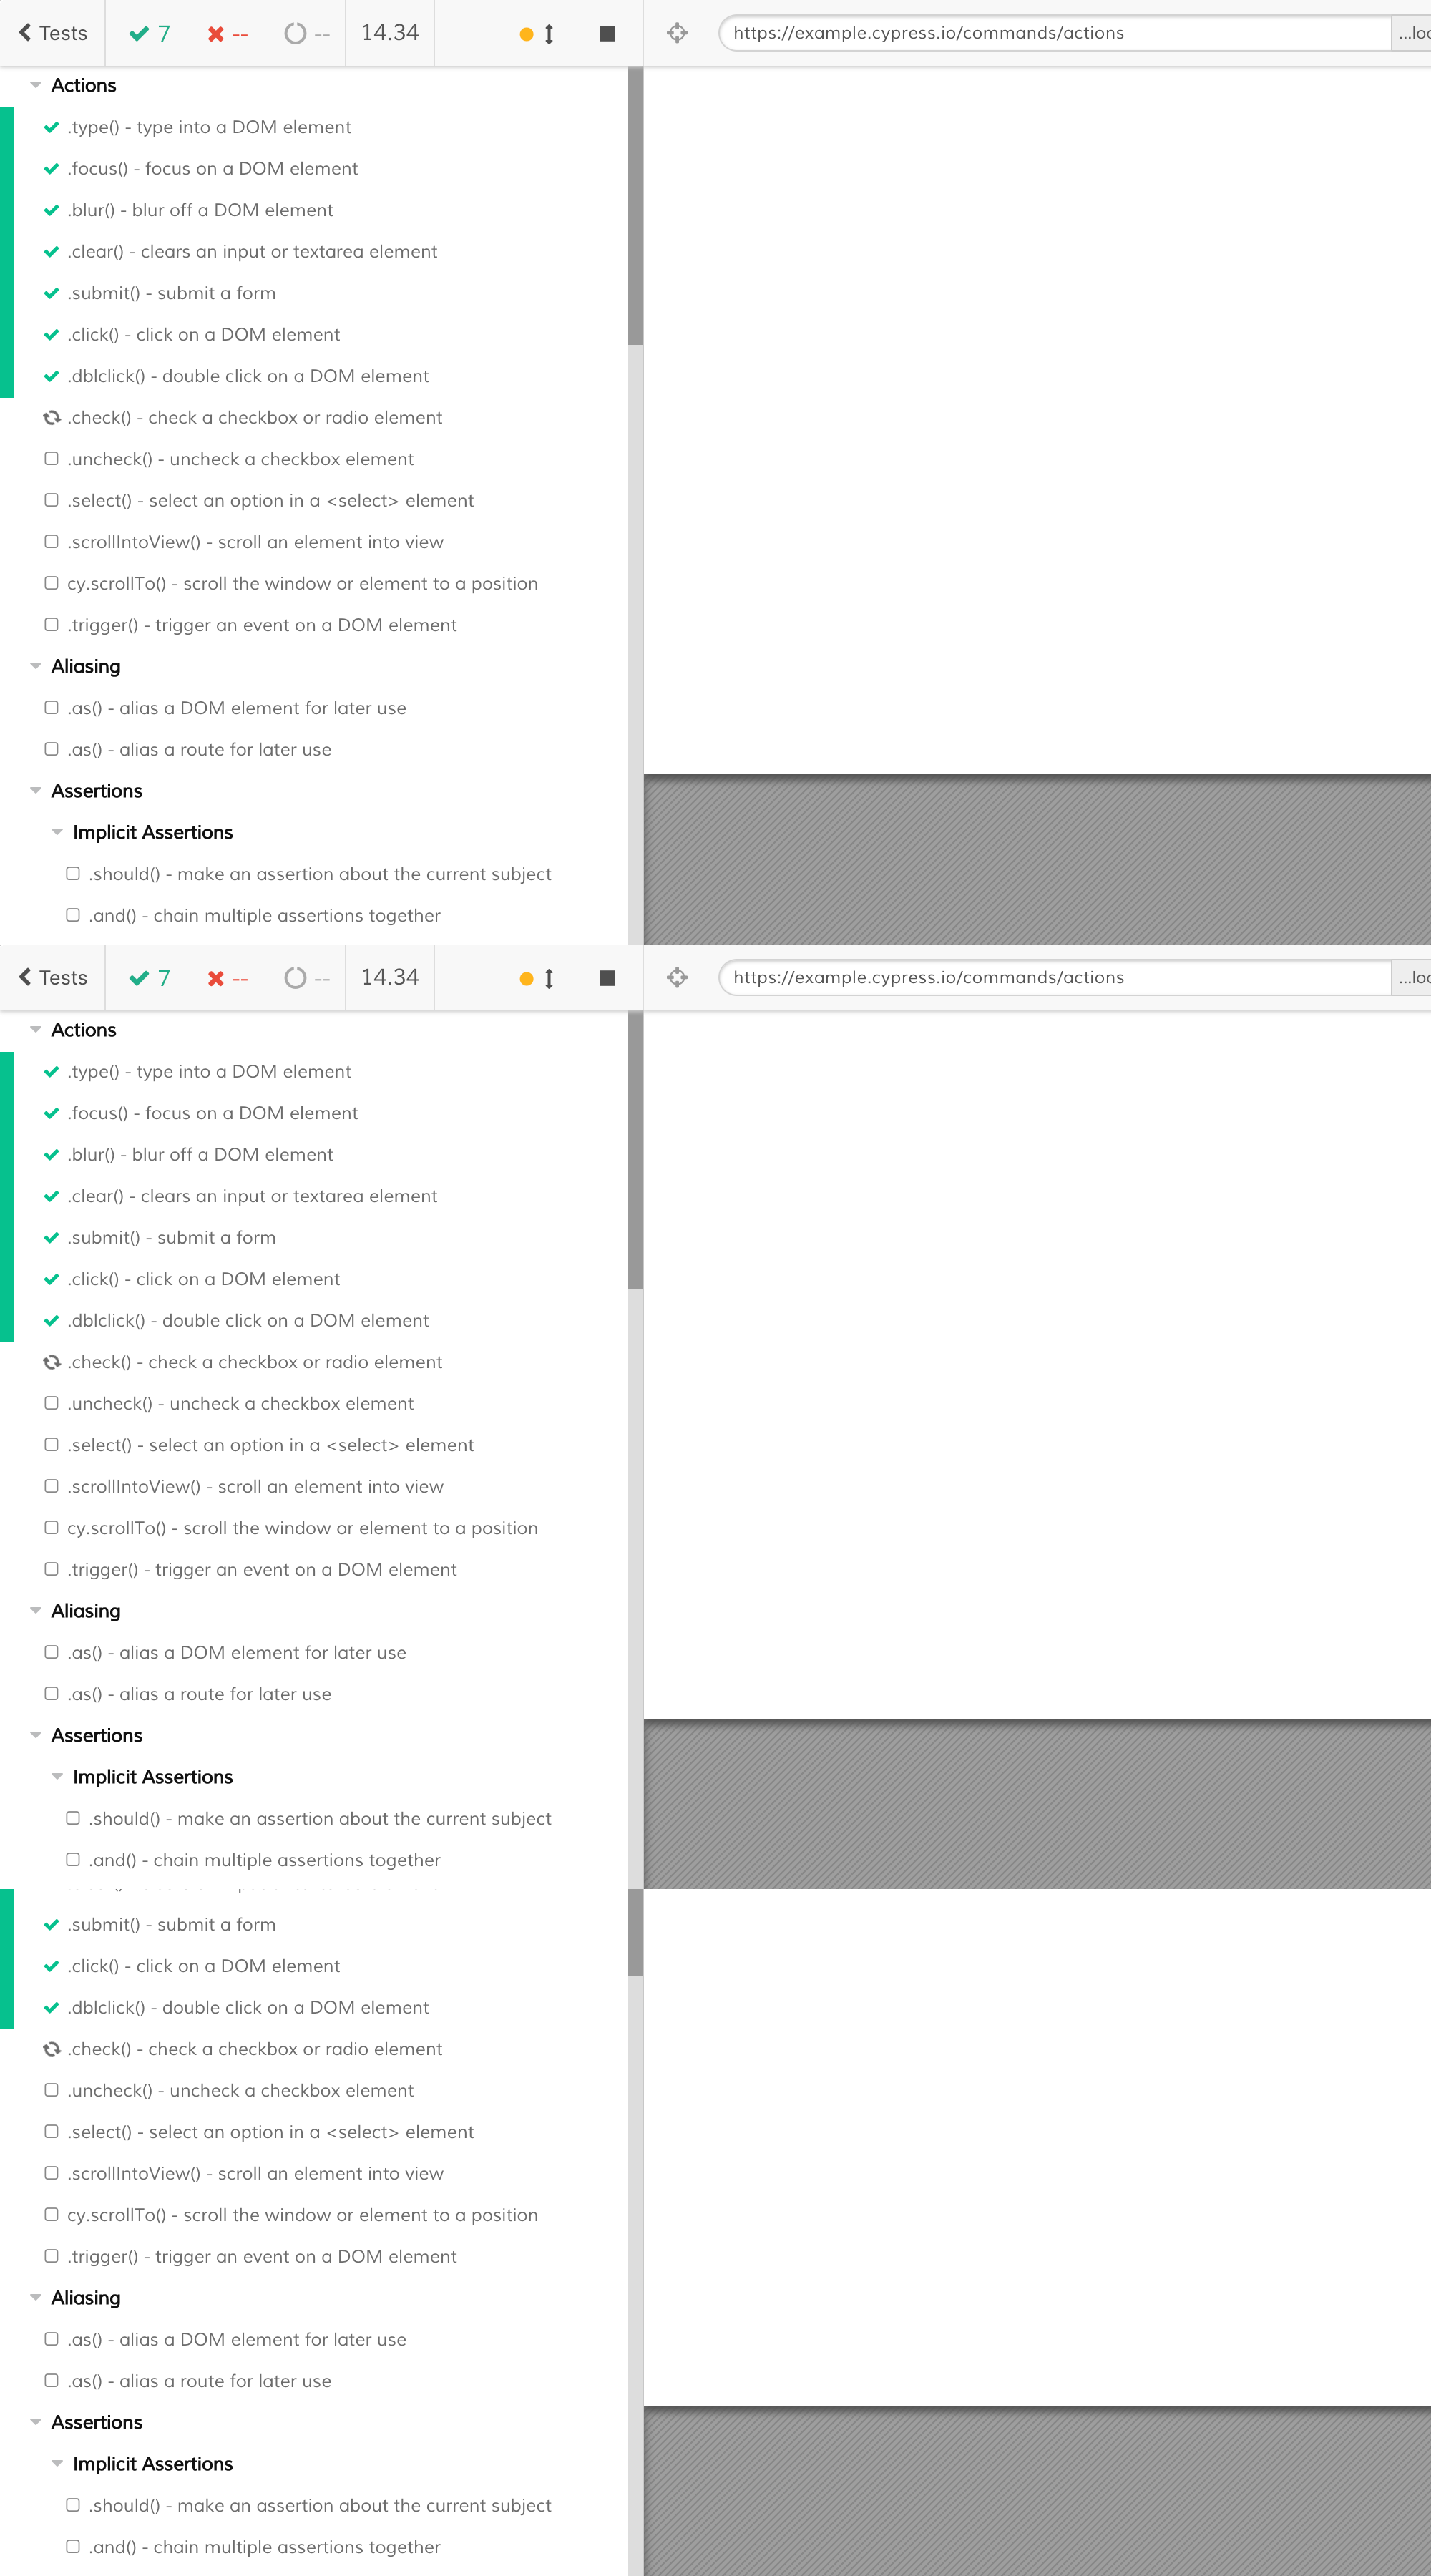 Tests 7 -- -- 14.34 https://example.cypress.io/commands/actions
Actions
.type() - type into a DOM element
.focus() - focus on a DOM element
.blur() - blur off a DOM element
.clear() - clears an input or textarea element
.submit() - submit a form
.click() - click on a DOM element
.dblclick() - double click on a DOM element
.check() - check a checkbox or radio element
.uncheck() - uncheck a checkbox element
.select() - select an option in a <select> element
.scrollIntoView() - scroll an element into view
cy.scrollTo() - scroll the window or element to a position
.trigger() - trigger an event on a DOM element
Aliasing
.as() - alias a DOM element for later use
.as() - alias a route for later use
Assertions
Implicit Assertions
.should() - make an assertion about the current subject
.and() - chain multiple assertions together
Tests 7 -- -- 14.34 https://example.cypress.io/commands/actions
Actions
.type() - type into a DOM element
.focus() - focus on a DOM element
.blur() - blur off a DOM element
.clear() - clears an input or textarea element
.submit() - submit a form
.click() - click on a DOM element
.dblclick() - double click on a DOM element
.check() - check a checkbox or radio element
.uncheck() - uncheck a checkbox element
.select() - select an option in a <select> element
.scrollIntoView() - scroll an element into view
cy.scrollTo() - scroll the window or element to a position
.trigger() - trigger an event on a DOM element
Aliasing
.as() - alias a DOM element for later use
.as() - alias a route for later use
Assertions
Implicit Assertions
.should() - make an assertion about the current subject
.and() - chain multiple assertions together
.submit() - submit a form
.click() - click on a DOM element
.dblclick() - double click on a DOM element
.check() - check a checkbox or radio element
.uncheck() - uncheck a checkbox element
.select() - select an option in a <select> element
.scrollIntoView() - scroll an element into view
cy.scrollTo() - scroll the window or element to a position
.trigger() - trigger an event on a DOM element
Aliasing
.as() - alias a DOM element for later use
.as() - alias a route for later use
Assertions
Implicit Assertions
.should() - make an assertion about the current subject
.and() - chain multiple assertions together